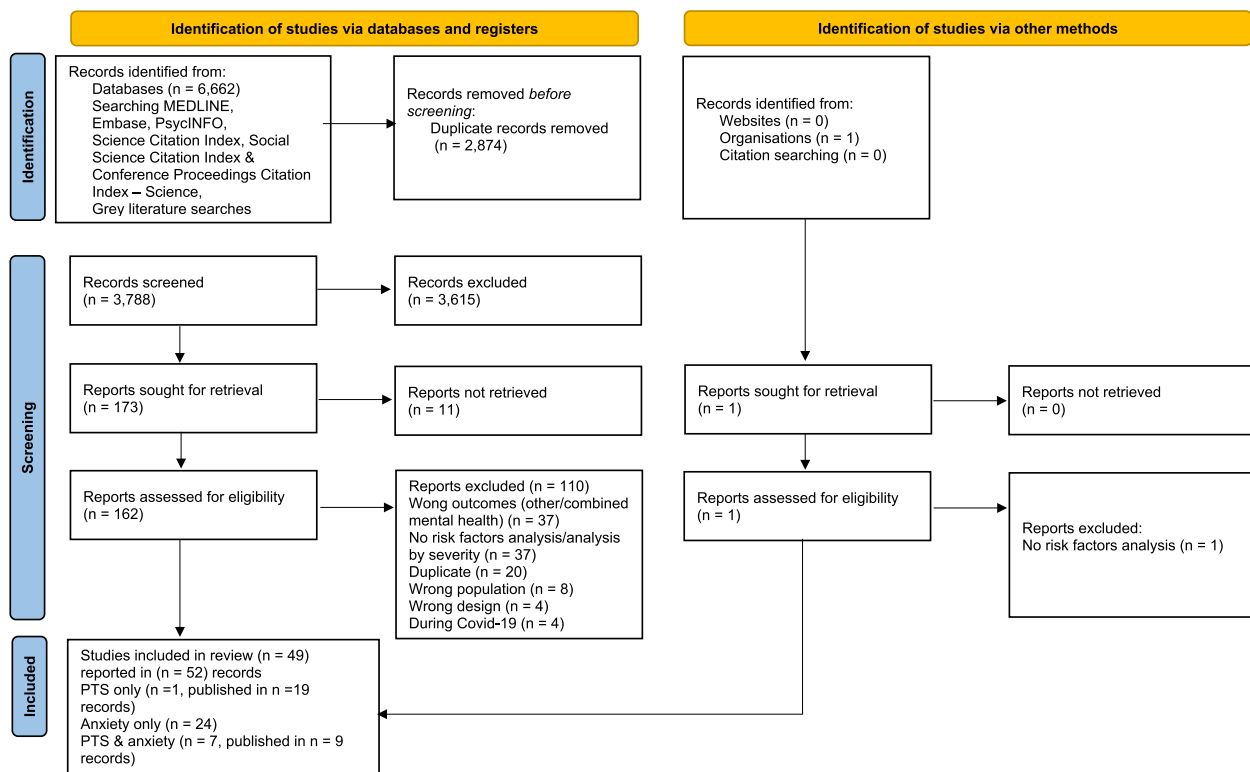 Identification of studies via databases and registers
Identification of studies via other methods
Identification
Records identified from:
Databases (n = 6,662)
Searching MEDLINE,
Embase, PsycINFO,
Science Citation Index, Social
Science Citation Index &
Conference Proceedings Citation
Index – Science,
Grey literature searches
Records removed before
screening:
Duplicate records removed
(n = 2,874)
Records identified from:
Websites (n = 0)
Organisations (n = 1)
Citation searching (n = 0)
Screening
Records screened
(n = 3,788)
Records excluded
(n = 3,615)
Reports sought for retrieval
(n = 173)
Reports not retrieved
(n = 11)
Reports sought for retrieval
(n = 1)
Reports not retrieved
(n = 0)
Reports assessed for eligibility
(n = 162)
Reports excluded (n = 110)
Wong outcomes (other/combined
mental health) (n = 37)
No risk factors analysis/analysis
by severity (n = 37)
Duplicate (n = 20)
Wrong population (n = 8)
Wrong design (n = 4)
During Covid-19 (n = 4)
Reports assessed for eligibility
(n = 1)
Reports excluded:
No risk factors analysis (n = 1)
Included
Studies included in review (n = 49)
reported in (n = 52) records
PTS only (n =1, published in n =19
records)
Anxiety only (n = 24)
PTS & anxiety (n = 7, published in n = 9
records)